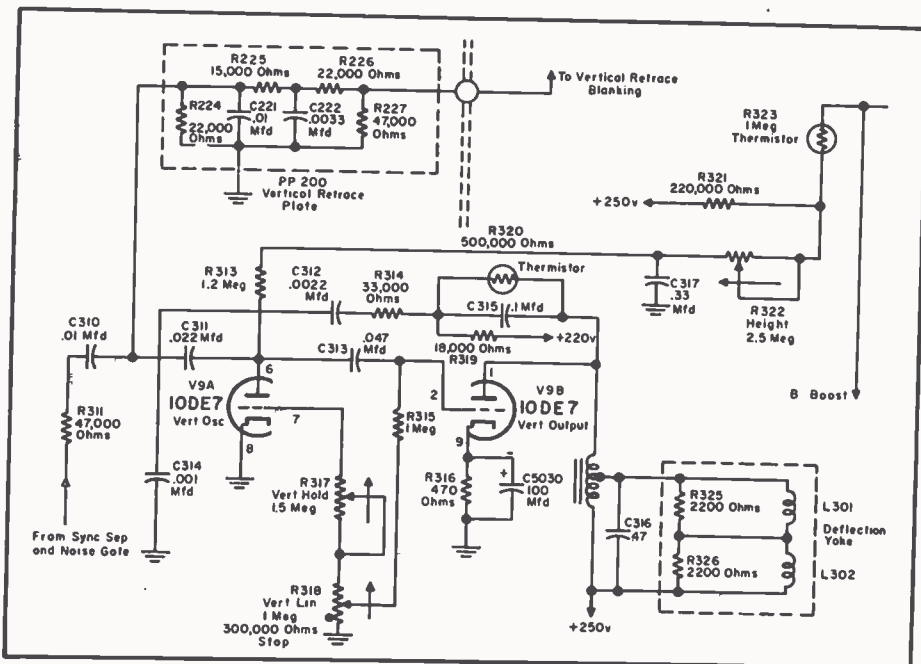 R225
15,000 Ohms
R226
22,000 Ohms
To Vertical Retrace
Blanking
R224
22,000
Ohms
C221
.01
Mfd
C222
.0033
Mfd
R227
47,000
Ohms
PP 200
Vertical Retrace
Plate
R323
1 Meg
Thermistor
R321
220,000 Ohms
+250v
R320
500,000 Ohms
R313
1.2 Meg
C312
.0022
Mfd
R314
33,000
Ohms
Thermistor
C315
.1 Mfd
C317
.33
Mfd
R322
Height
2.5 Meg
C310
.01 Mfd
C311
.022 Mfd
C313
.047
Mfd
18,000 Ohms
R319
+220v
B Boost
6
V9A
10DE7
Vert Osc
7
8
2
1
V9B
10DE7
Vert Output
9
R311
47,000
Ohms
R315
1 Meg
C314
.001
Mfd
R317
Vert Hold
1.5 Meg
R316
470
Ohms
+
-
C5030
100
Mfd
C316
.47
R325
2200 Ohms
R326
2200 Ohms
L301
Deflection
Yoke
L302
From Sync Sep
and Noise Gate
R318
Vert Lin
1 Meg
300,000 Ohms
Stop
+250v